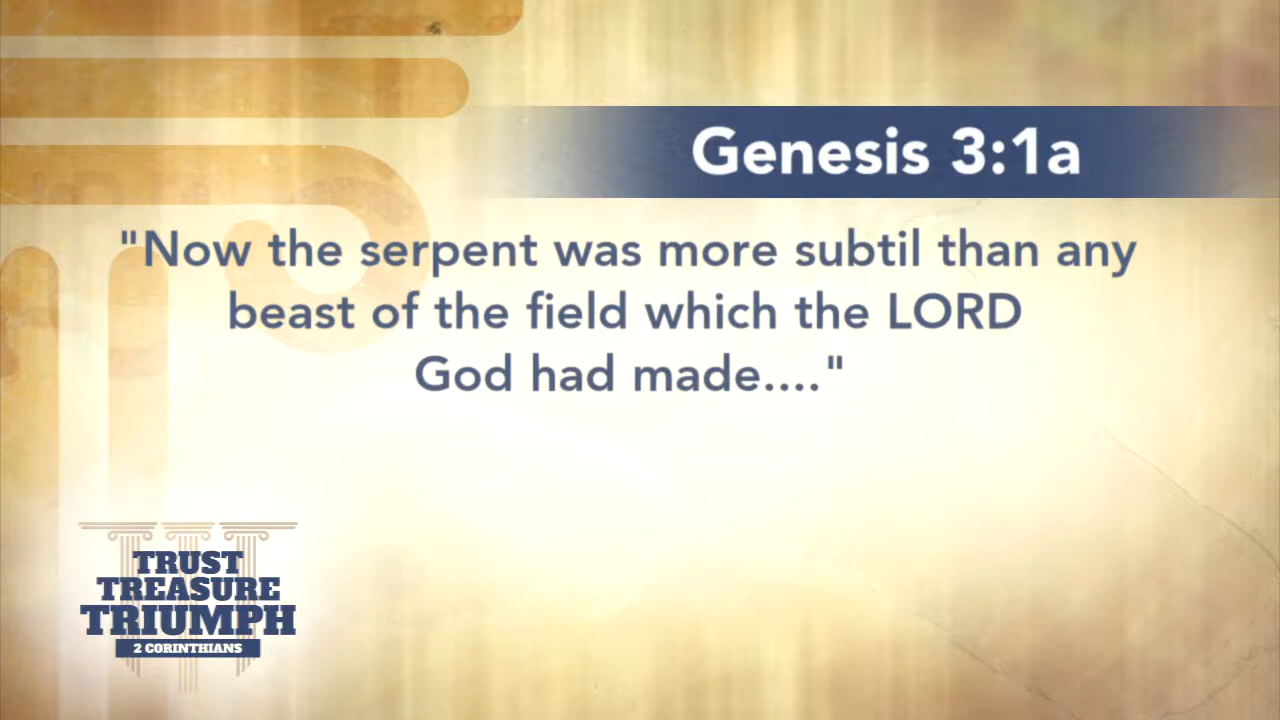 Genesis 3:1a
"Now the serpent was more subtil than any
beast of the field which the LORD
God had made...."
TRUST
TREASURE
TRIUMPH
2 CORINTHIANS